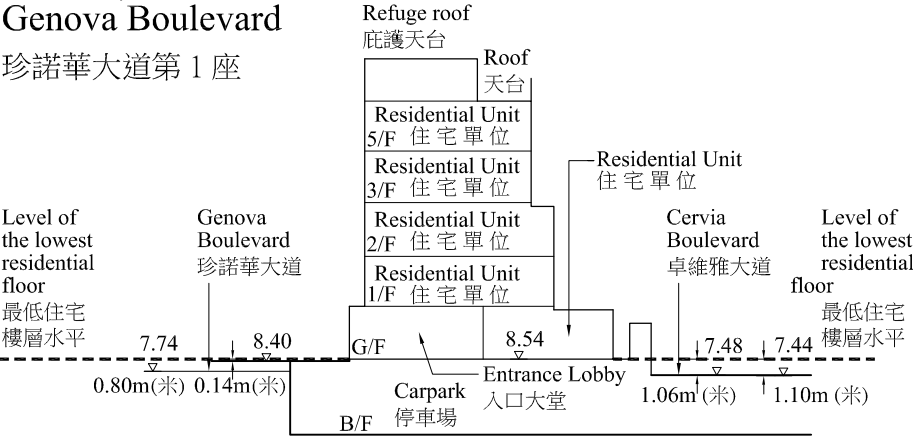 Genova Boulevard
珍諾華大道第 1 座
Refuge roof
庇護天台
Roof
天台
Residential Unit
5/F 住宅單位
Residential Unit
3/F 住宅單位
Residential Unit
2/F 住宅單位
Residential Unit
1/F 住宅單位
Residential Unit
住宅單位
Level of
the lowest
residential
floor
最低住宅
樓層水平
Genova
Boulevard
珍諾華大道
Cervia
Boulevard
卓維雅大道
Level of
the lowest
residential
floor
最低住宅
樓層水平
7.74
8.40
G/F
8.54
7.48
7.44
0.80m(米)
0.14m(米)
Carpark
停車場
Entrance Lobby
入口大堂
1.06m(米)
1.10m(米)
B/F